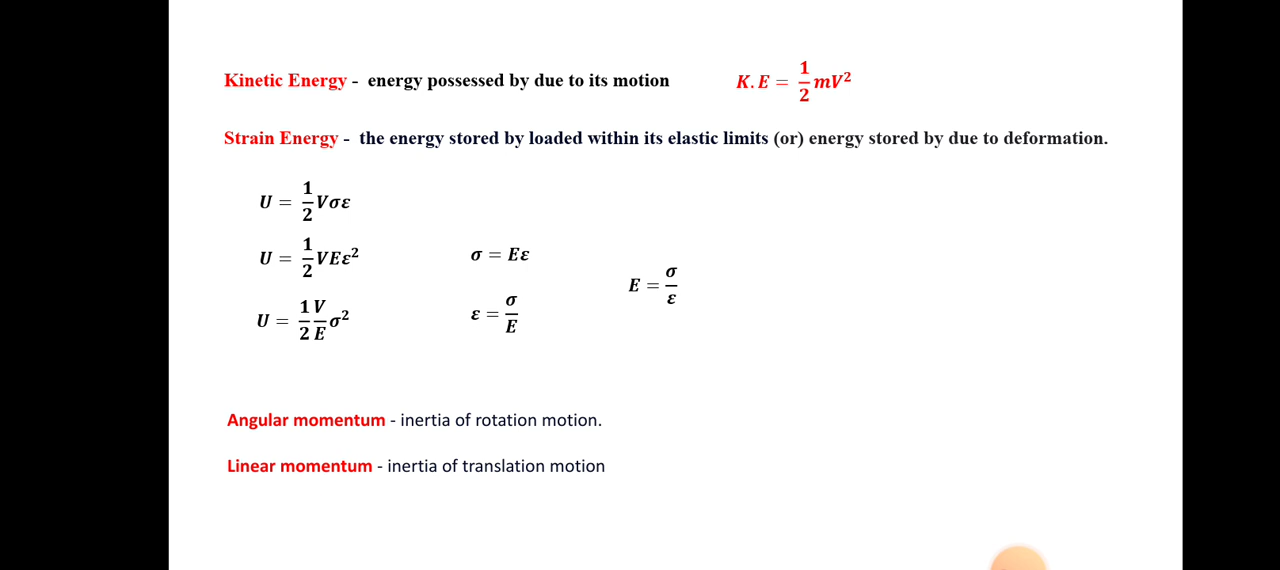 Kinetic Energy - energy possessed by due to its motion K.E = 1/2 mV²
Strain Energy - the energy stored by loaded within its elastic limits (or) energy stored by due to deformation.
U = 1/2 Vσε
U = 1/2 VEε² σ = Eε
E = σ/ε
U = 1/2 V/E σ² ε = σ/E
Angular momentum - inertia of rotation motion.
Linear momentum - inertia of translation motion